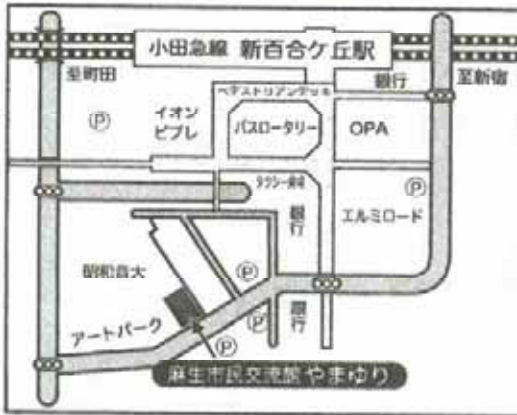 小田急線 新百合ケ丘駅
至町田
銀行
至新宿
ペデストリアンデッキ
Ⓟ
イオン
ビブレ
バスロータリー
OPA
タクシー乗場
Ⓟ
銀行
エルミロード
昭和音大
Ⓟ
アートパーク
Ⓟ
銀行
Ⓟ
麻生市民交流館 やまゆり